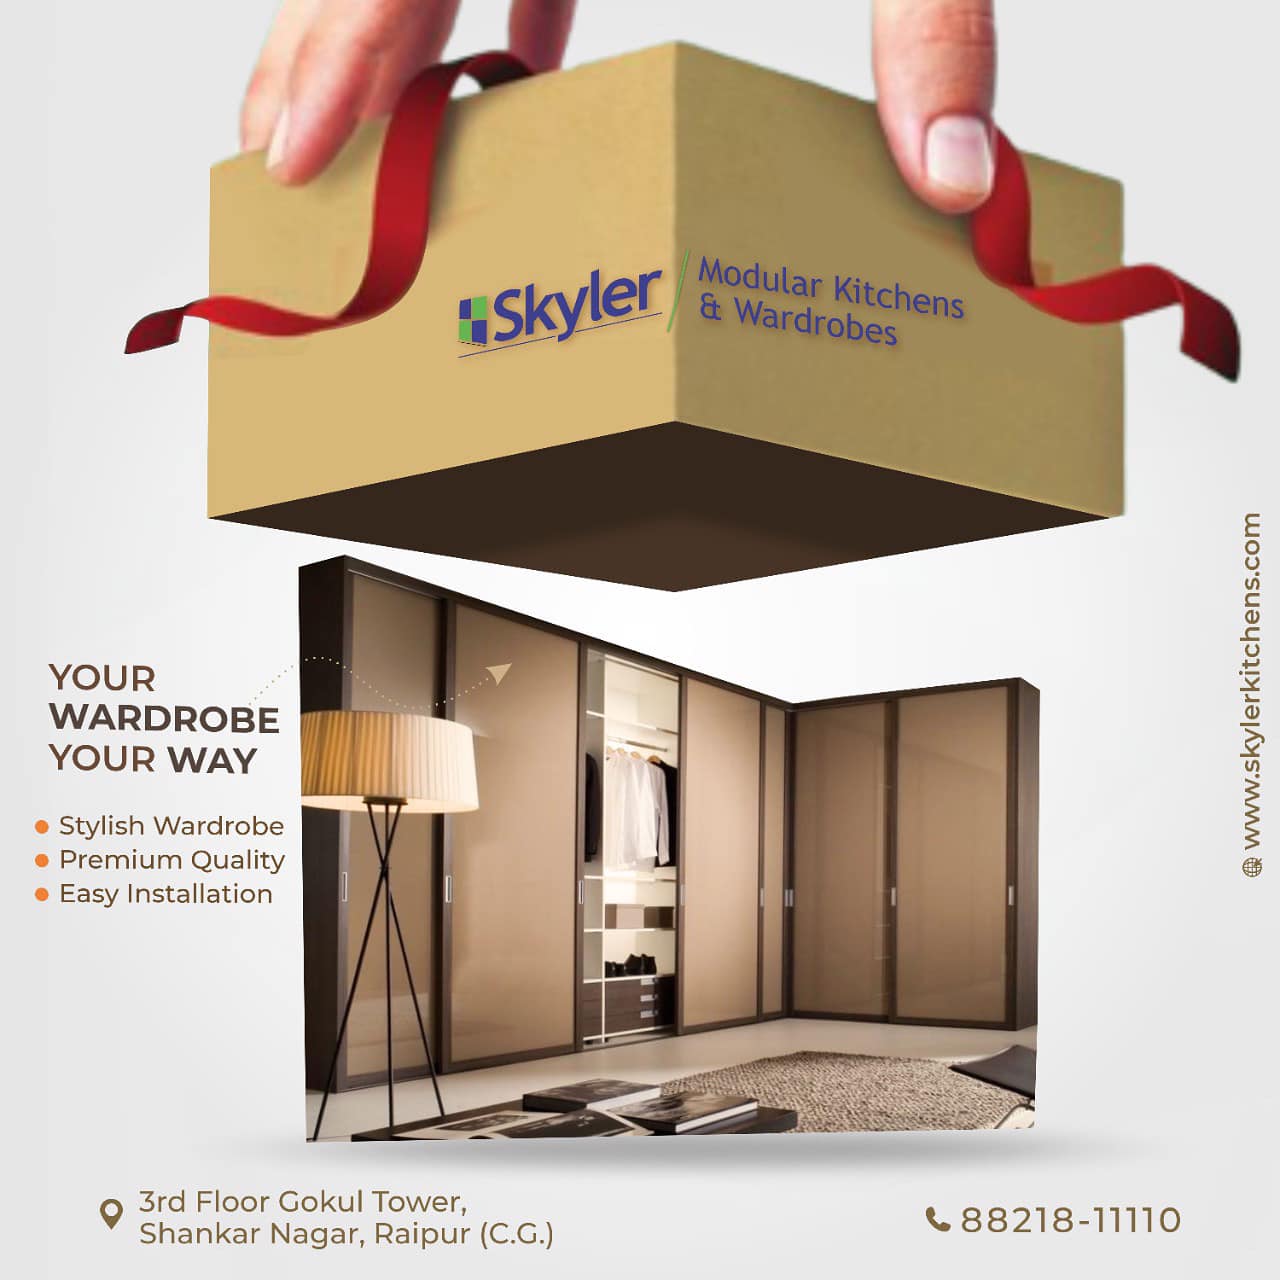 Skyler
Modular Kitchens
& Wardrobes
YOUR
WARDROBE
YOUR WAY
Stylish Wardrobe
Premium Quality
Easy Installation
www.skylerkitchens.com
3rd Floor Gokul Tower,
Shankar Nagar, Raipur (C.G.)
88218-11110